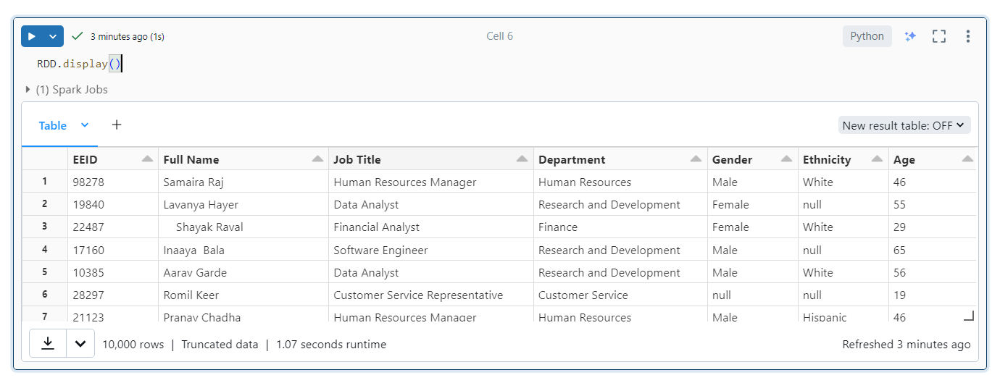 3 minutes ago (1s) Cell 6 Python
RDD.display()
(1) Spark Jobs
Table + New result table: OFF
EEID Full Name Job Title Department Gender Ethnicity Age
1 98278 Samaira Raj Human Resources Manager Human Resources Male White 46
2 19840 Lavanya Hayer Data Analyst Research and Development Female null 55
3 22487 Shayak Raval Financial Analyst Finance Female White 29
4 17160 Inaaya  Bala Software Engineer Research and Development Male null 65
5 10385 Aarav Garde Data Analyst Research and Development Male White 56
6 28297 Romil Keer Customer Service Representative Customer Service null null 19
7 21123 Pranav Chadha Human Resources Manager Human Resources Male Hispanic 46
10,000 rows | Truncated data | 1.07 seconds runtime Refreshed 3 minutes ago